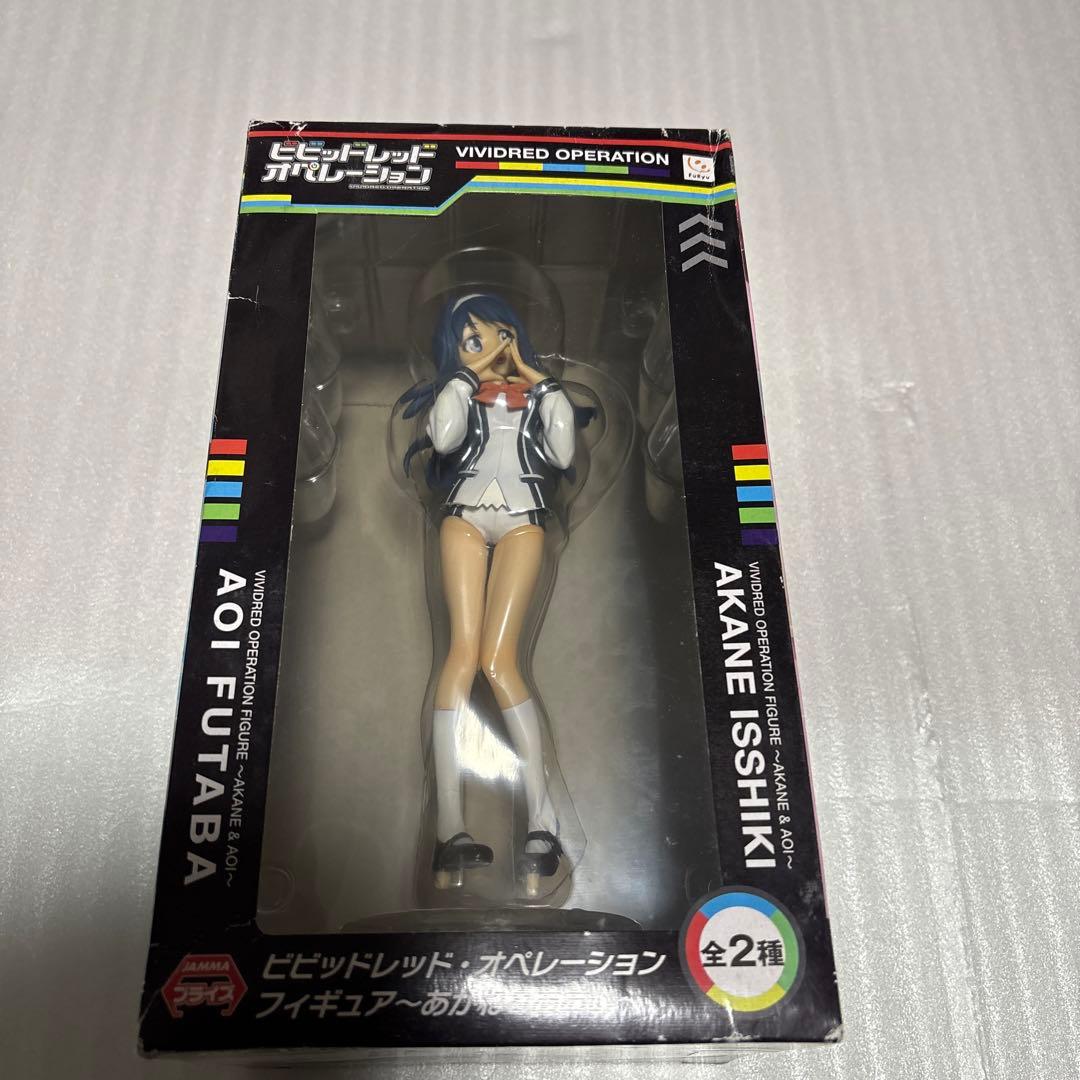 ビビッドレッド
オペレーション
VIVIDRED OPERATION
VIVIDRED OPERATION
FuRyu
VIVIDRED OPERATION FIGURE ～AKANE & AOI～
AOI FUTABA
VIVIDRED OPERATION FIGURE ～AKANE & AOI～
AKANE ISSHIKI
全2種
JAMMA
プライズ
ビビッドレッド・オペレーション
フィギュア～あかね